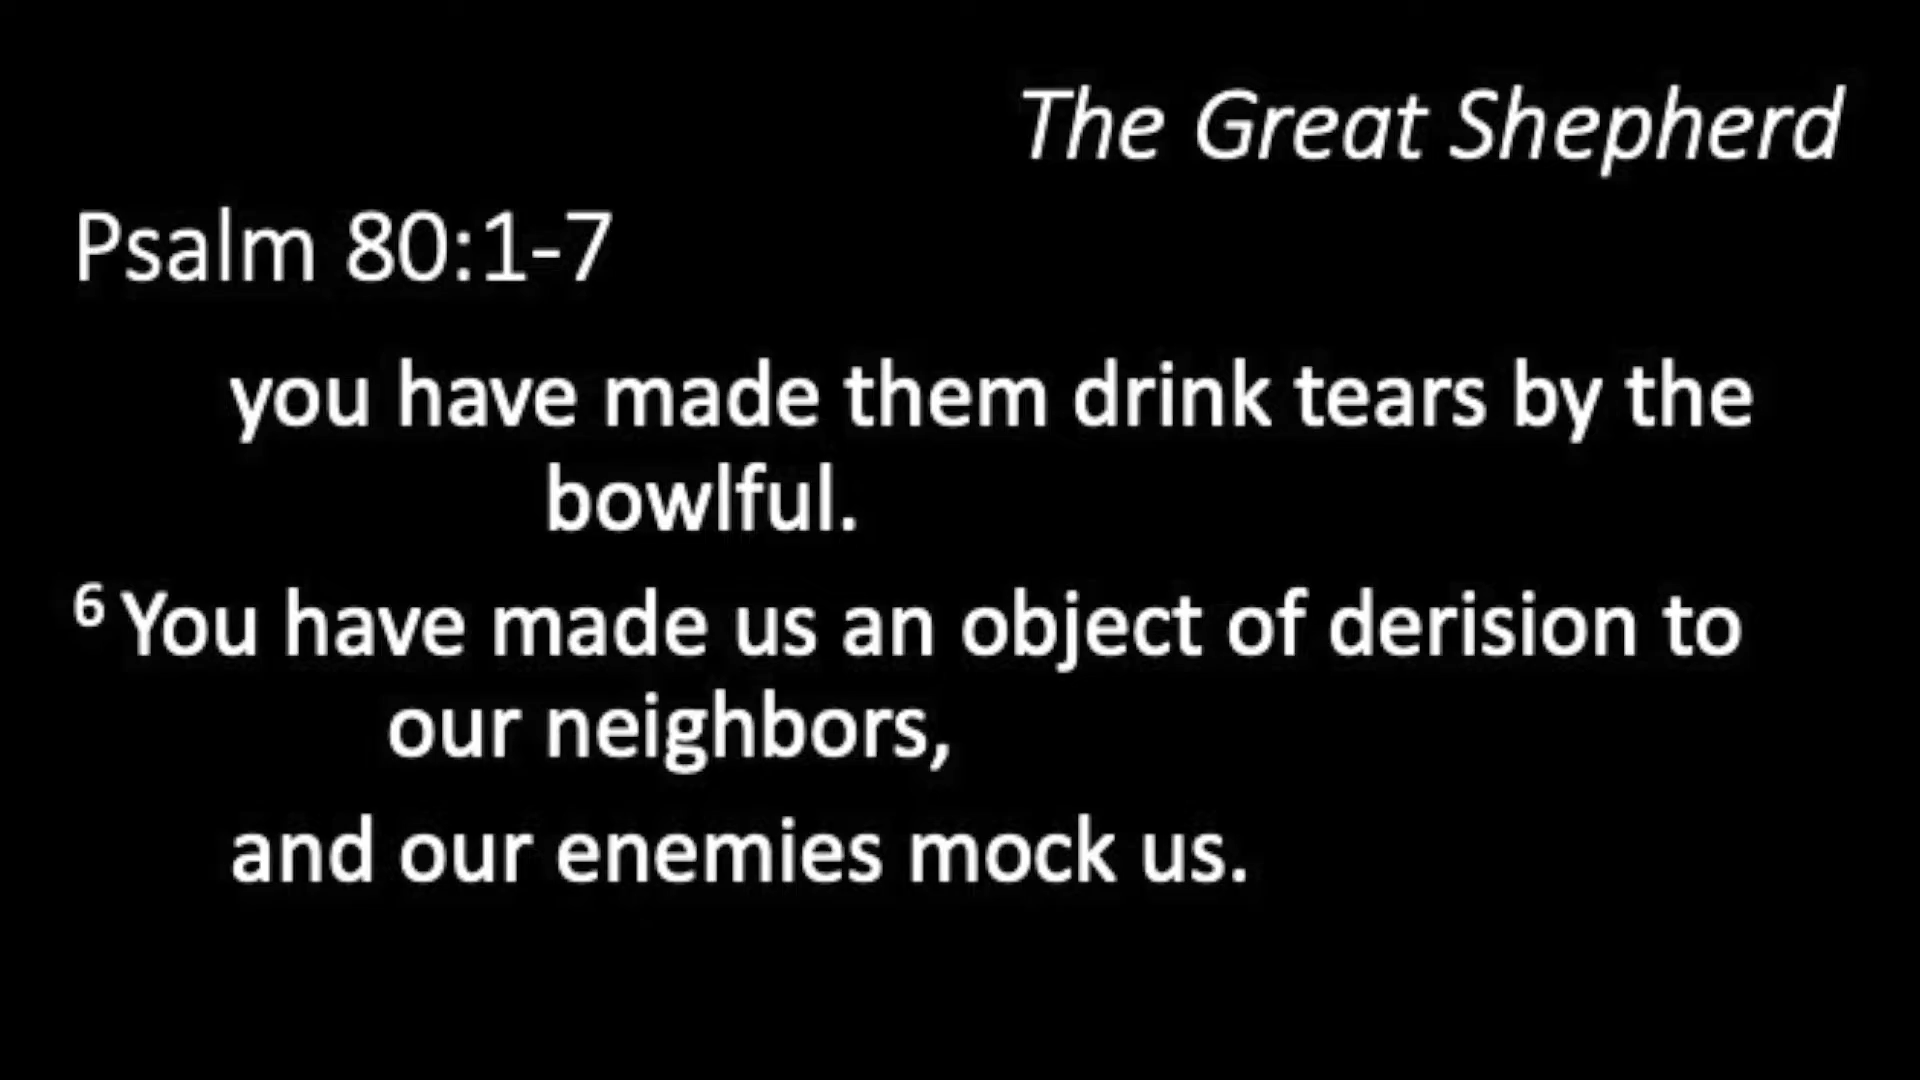 The Great Shepherd
Psalm 80:1-7
you have made them drink tears by the
bowlful.
6 You have made us an object of derision to
our neighbors,
and our enemies mock us.